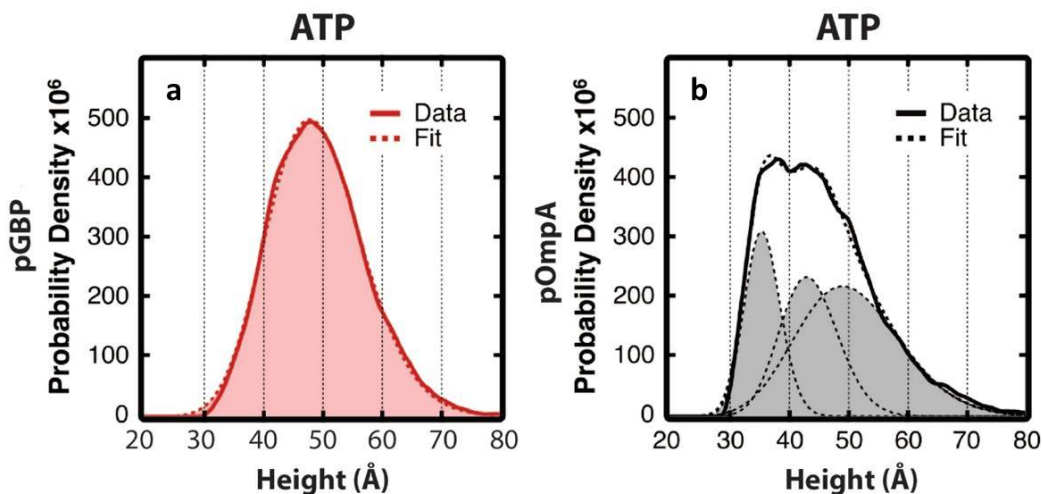 ATP
a
Data
Fit
pGBP
Probability Density x10⁶
500
400
300
200
100
0
20 30 40 50 60 70 80
Height (Å)
ATP
b
Data
Fit
pOmpA
Probability Density x10⁶
500
400
300
200
100
0
20 30 40 50 60 70 80
Height (Å)